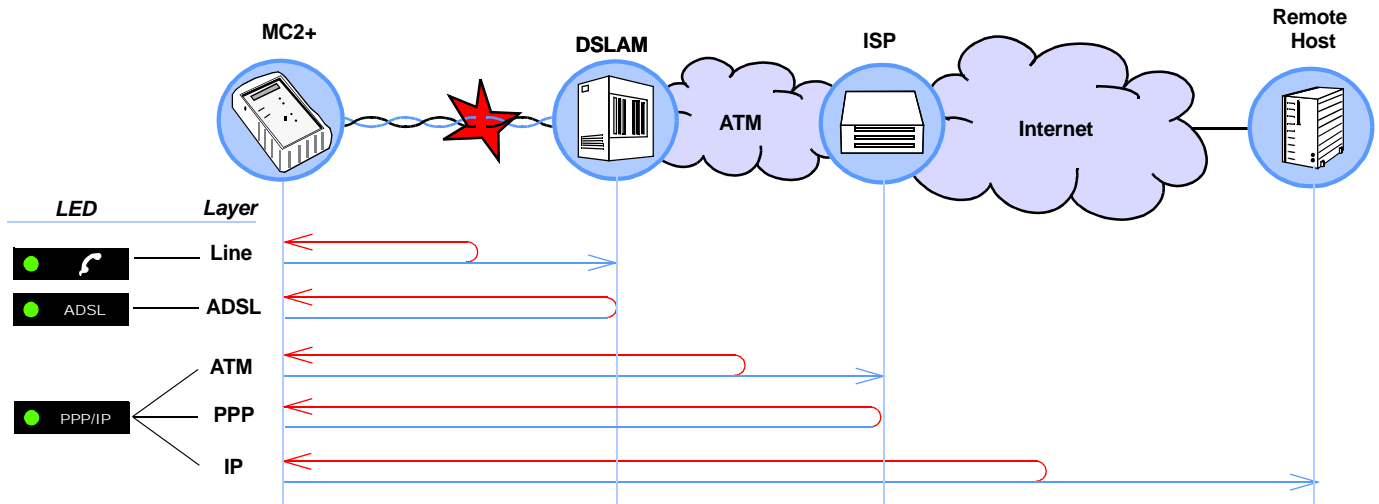 MC2+
DSLAM
ISP
Remote
Host
ATM
Internet
LED
Layer
Line
ADSL
ADSL
ATM
PPP/IP
PPP
IP